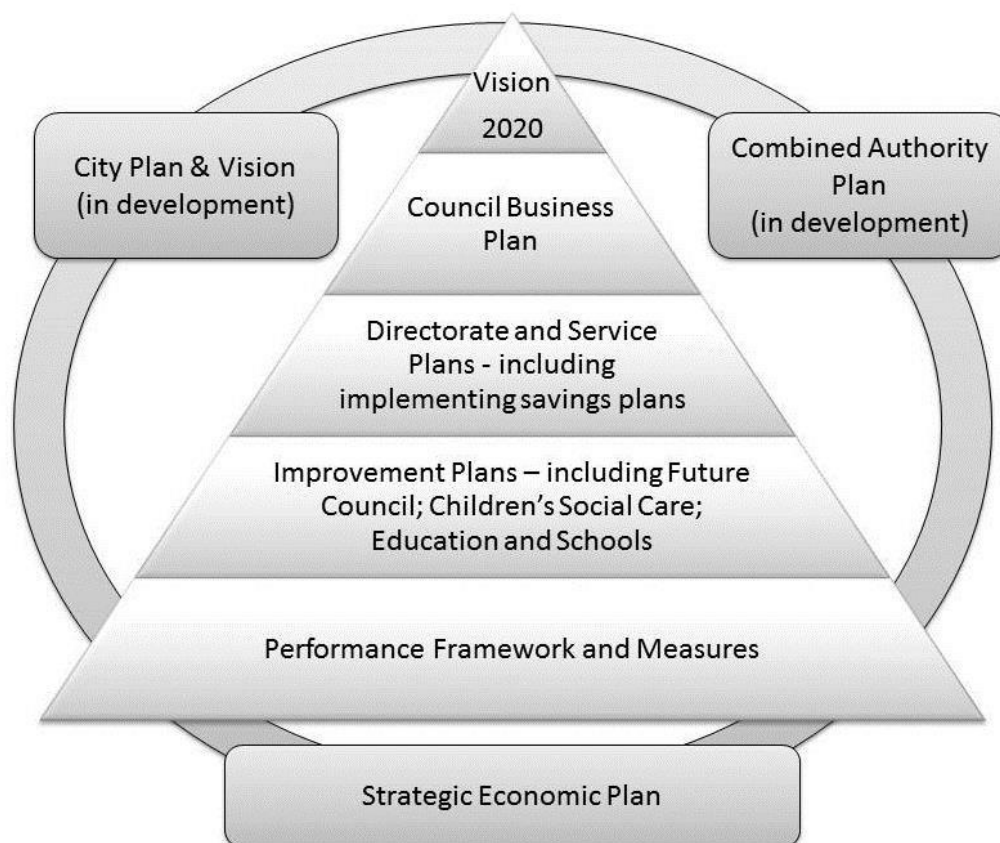 Vision
2020
City Plan & Vision
(in development)
Combined Authority
Plan
(in development)
Council Business
Plan
Directorate and Service
Plans - including
implementing savings plans
Improvement Plans – including Future
Council; Children’s Social Care;
Education and Schools
Performance Framework and Measures
Strategic Economic Plan